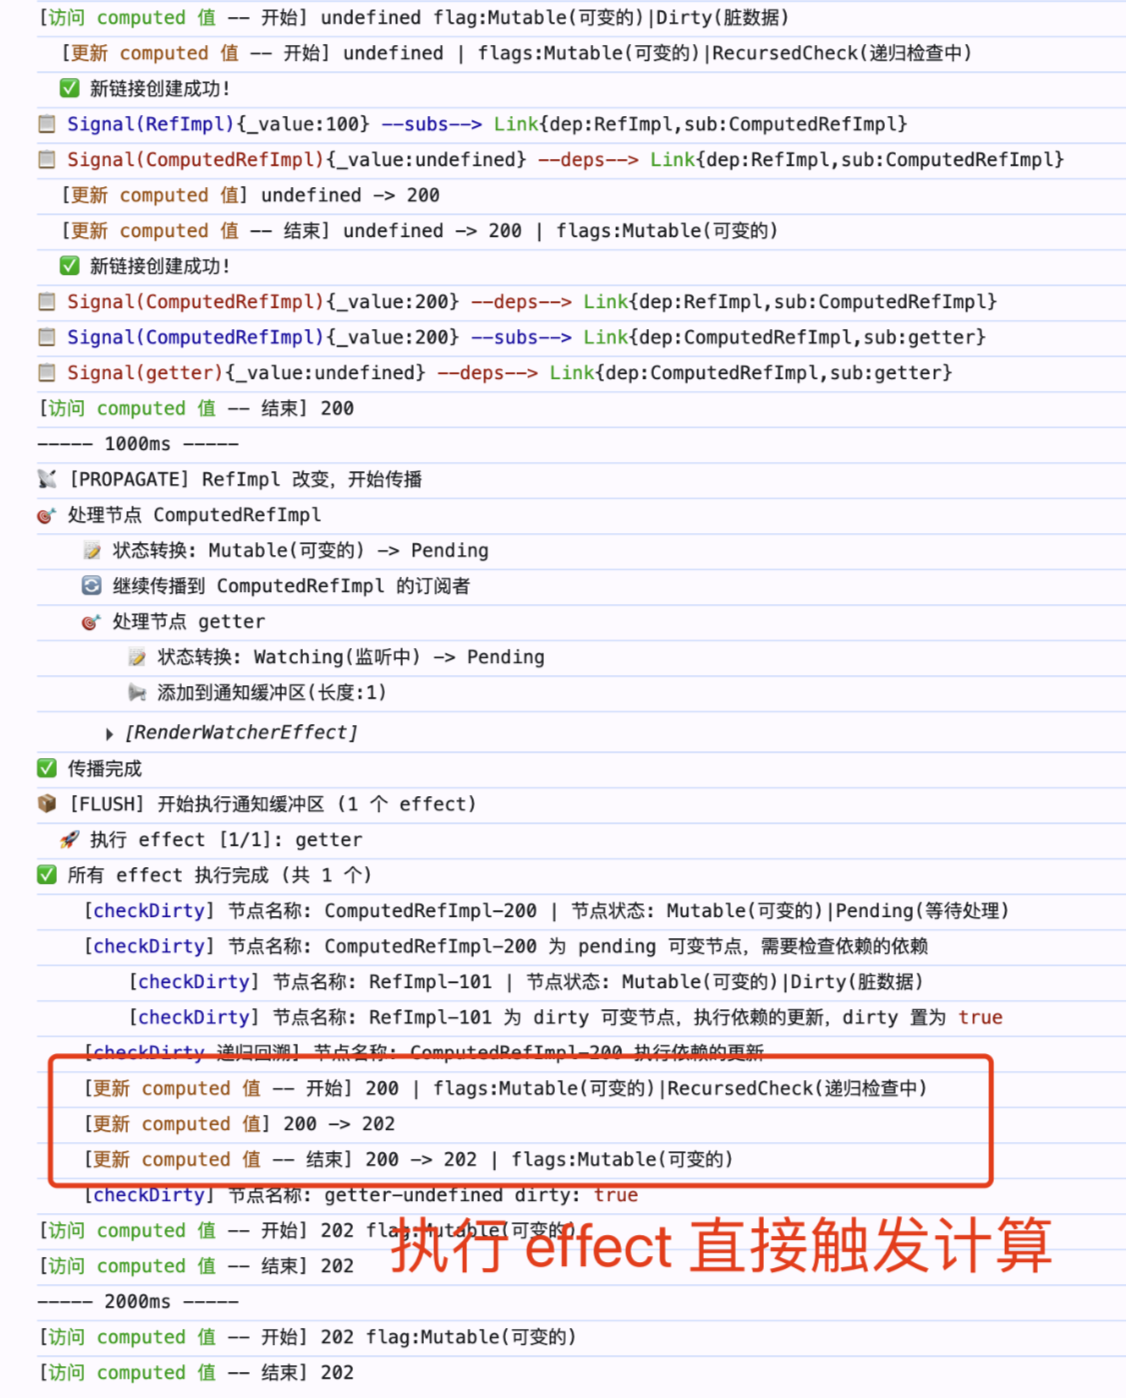 [访问 computed 值 -- 开始] undefined flag:Mutable(可变的)|Dirty(脏数据)
[更新 computed 值 -- 开始] undefined | flags:Mutable(可变的)|RecursedCheck(递归检查中)
✅ 新链接创建成功!
📋 Signal(RefImpl){_value:100} --subs--> Link{dep:RefImpl,sub:ComputedRefImpl}
📋 Signal(ComputedRefImpl){_value:undefined} --deps--> Link{dep:RefImpl,sub:ComputedRefImpl}
[更新 computed 值] undefined -> 200
[更新 computed 值 -- 结束] undefined -> 200 | flags:Mutable(可变的)
✅ 新链接创建成功!
📋 Signal(ComputedRefImpl){_value:200} --deps--> Link{dep:RefImpl,sub:ComputedRefImpl}
📋 Signal(ComputedRefImpl){_value:200} --subs--> Link{dep:ComputedRefImpl,sub:getter}
📋 Signal(getter){_value:undefined} --deps--> Link{dep:ComputedRefImpl,sub:getter}
[访问 computed 值 -- 结束] 200
----- 1000ms -----
📡 [PROPAGATE] RefImpl 改变, 开始传播
🎯 处理节点 ComputedRefImpl
📝 状态转换: Mutable(可变的) -> Pending
🔄 继续传播到 ComputedRefImpl 的订阅者
🎯 处理节点 getter
📝 状态转换: Watching(监听中) -> Pending
📢 添加到通知缓冲区(长度:1)
▶ [RenderWatcherEffect]
✅ 传播完成
📦 [FLUSH] 开始执行通知缓冲区 (1 个 effect)
🚀 执行 effect [1/1]: getter
✅ 所有 effect 执行完成 (共 1 个)
[checkDirty] 节点名称: ComputedRefImpl-200 | 节点状态: Mutable(可变的)|Pending(等待处理)
[checkDirty] 节点名称: ComputedRefImpl-200 为 pending 可变节点, 需要检查依赖的依赖
[checkDirty] 节点名称: RefImpl-101 | 节点状态: Mutable(可变的)|Dirty(脏数据)
[checkDirty] 节点名称: RefImpl-101 为 dirty 可变节点, 执行依赖的更新, dirty 置为 true
[checkDirty 递归回溯] 节点名称: ComputedRefImpl-200 执行依赖的更新
[更新 computed 值 -- 开始] 200 | flags:Mutable(可变的)|RecursedCheck(递归检查中)
[更新 computed 值] 200 -> 202
[更新 computed 值 -- 结束] 200 -> 202 | flags:Mutable(可变的)
[checkDirty] 节点名称: getter-undefined dirty: true
[访问 computed 值 -- 开始] 202 flag:Mutable(可变的)
执行 effect 直接触发计算
[访问 computed 值 -- 结束] 202
----- 2000ms -----
[访问 computed 值 -- 开始] 202 flag:Mutable(可变的)
[访问 computed 值 -- 结束] 202